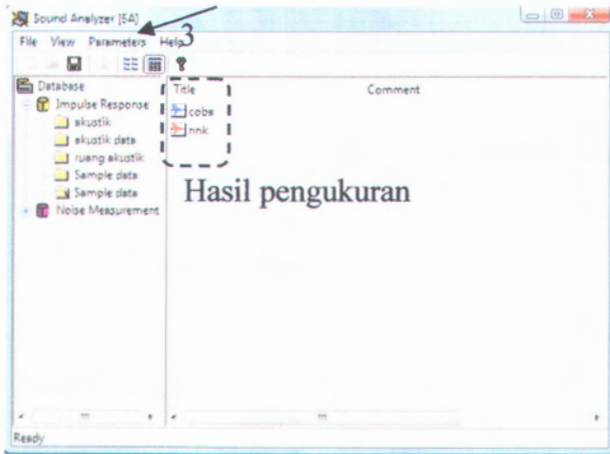 Sound Analyzer [SA]
File View Parameters Help
3
Database
Impulse Response
akustik
akustik data
ruang akustik
Sample data
Sample data
Noise Measurement
Title Comment
coba
nnk
Hasil pengukuran
Ready